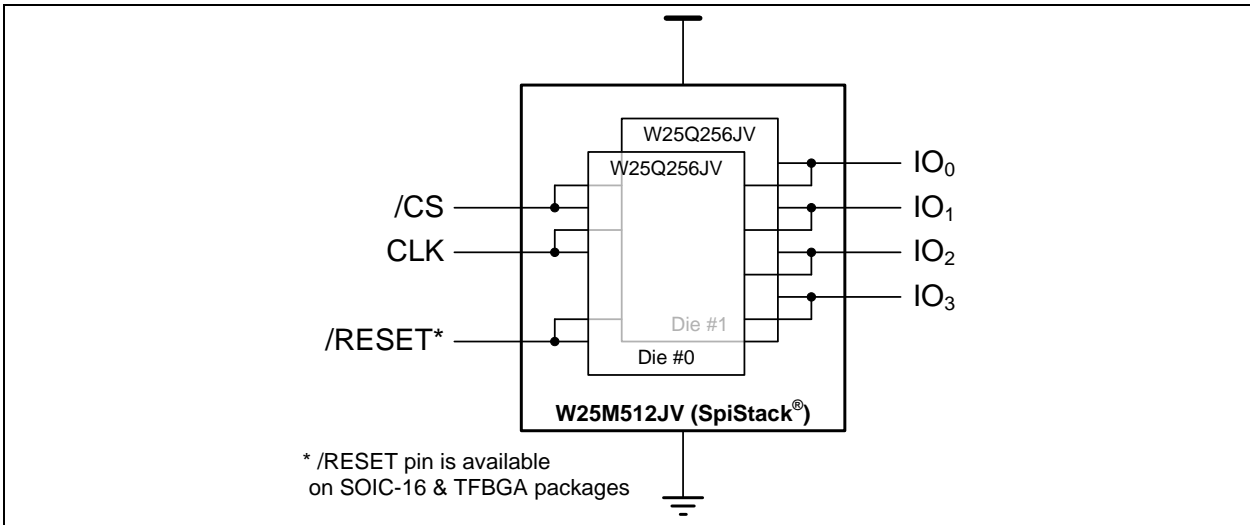 W25Q256JV
W25Q256JV
/CS
CLK
/RESET*
IO0
IO1
IO2
IO3
Die #1
Die #0
W25M512JV (SpiStack®)
* /RESET pin is available
on SOIC-16 & TFBGA packages